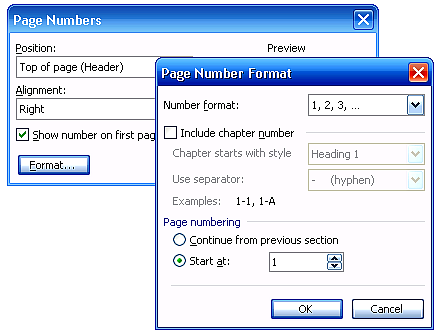 Page Numbers
Position:
Preview
Top of page (Header)
Alignment:
Right
Show number on first pag
Format...
Page Number Format
Number format:
1, 2, 3, ...
Include chapter number
Chapter starts with style
Heading 1
Use separator:
- (hyphen)
Examples: 1-1, 1-A
Page numbering
Continue from previous section
Start at:
1
OK
Cancel